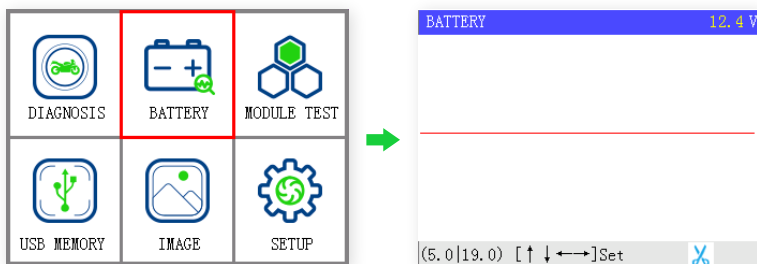 DIAGNOSIS
BATTERY
MODULE TEST
USB MEMORY
IMAGE
SETUP
BATTERY 12.4 V
(5.0|19.0) [↑↓←→]Set